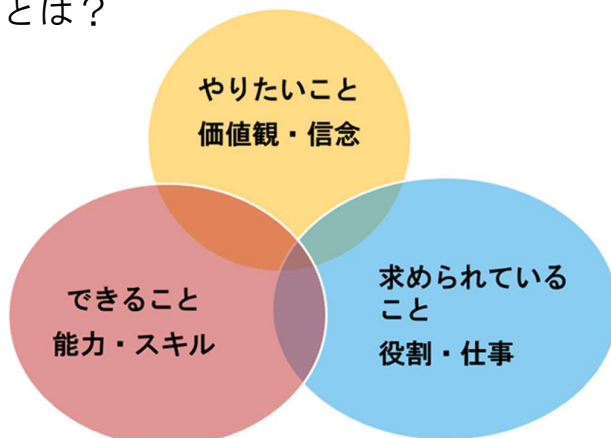 とは？
やりたいこと
価値観・信念
できること
能力・スキル
求められている
こと
役割・仕事